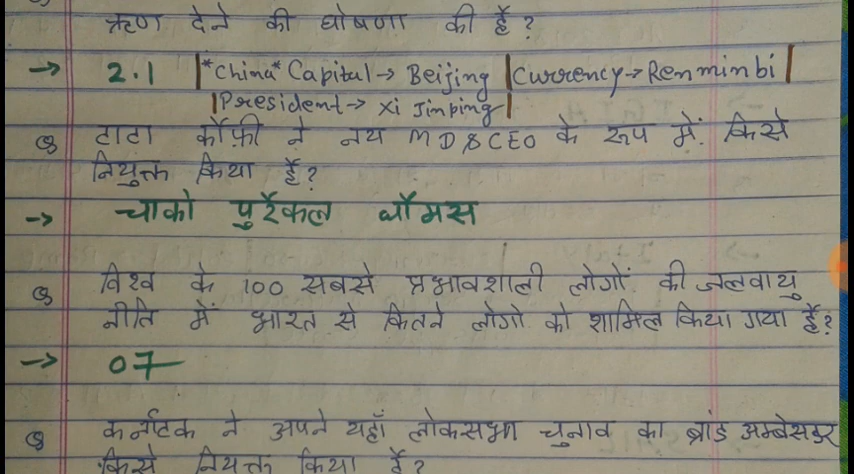 ऋण देने की घोषणा की है?
→ 2.1 |*China* Capital→ Beijing |Currency→ Renminbi|
|President→ Xi Jinping|
Q टाटा कॉफ़ी ने नय MD&CEO के रूप में किसे
नियुक्त किया है?
→ चाको पुरैकल थॉमस
Q विश्व के 100 सबसे प्रभावशाली लोगों की जलवायु
नीति में भारत से कितने लोगो को शामिल किया गया है?
→ 07
Q कर्नाटक ने अपने यहाँ लोकसभा चुनाव का ब्रांड अम्बेसडर
किसे नियुक्त किया है?